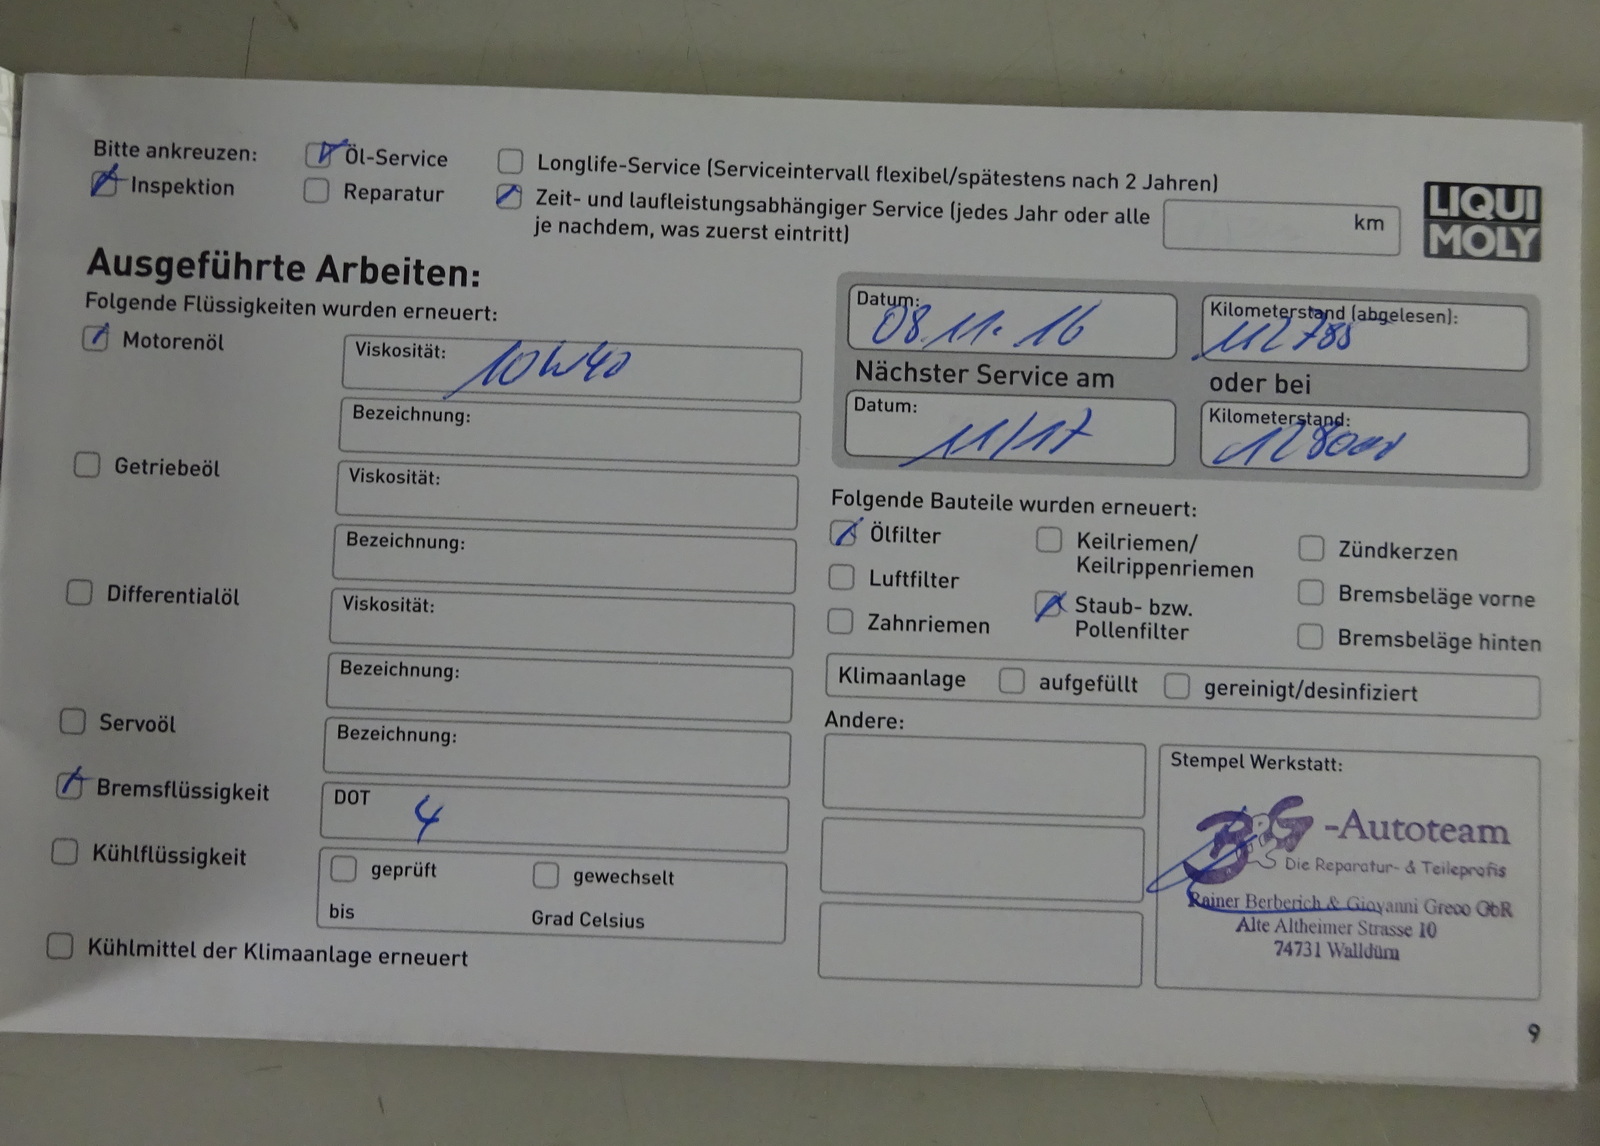 Bitte ankreuzen:
Öl-Service
Longlife-Service (Serviceintervall flexibel/spätestens nach 2 Jahren)
Inspektion
Reparatur
Zeit- und laufleistungsabhängiger Service (jedes Jahr oder alle
je nachdem, was zuerst eintritt)
km
LIQUI
MOLY
Ausgeführte Arbeiten:
Folgende Flüssigkeiten wurden erneuert:
Motorenöl
Viskosität: 10W40
Bezeichnung:
Getriebeöl
Viskosität:
Bezeichnung:
Differentialöl
Viskosität:
Bezeichnung:
Servoöl
Bezeichnung:
Bremsflüssigkeit
DOT 4
Kühlflüssigkeit
geprüft
gewechselt
bis
Grad Celsius
Kühlmittel der Klimaanlage erneuert
Datum:
08.11.16
Kilometerstand (abgelesen):
112788
Nächster Service am
oder bei
Datum:
11/17
Kilometerstand:
128000
Folgende Bauteile wurden erneuert:
Ölfilter
Keilriemen/
Keilrippenriemen
Zündkerzen
Luftfilter
Staub- bzw.
Pollenfilter
Bremsbeläge vorne
Zahnriemen
Bremsbeläge hinten
Klimaanlage
aufgefüllt
gereinigt/desinfiziert
Andere:
Stempel Werkstatt:
B&G -Autoteam
Die Reparatur- & Teileprofis
Rainer Berberich & Giovanni Greco GbR
Alte Altheimer Strasse 10
74731 Walldürn
9